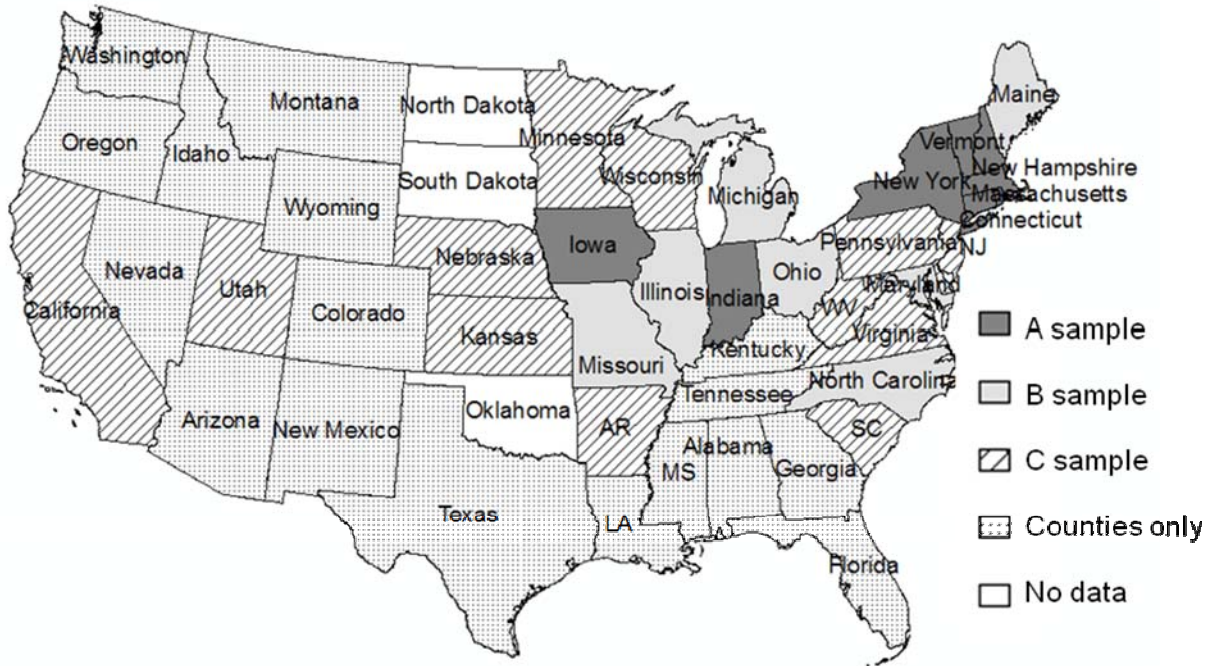 Washington
Montana
North Dakota
Minnesota
Maine
Oregon
Idaho
Vermont
New Hampshire
Wyoming
South Dakota
Wisconsin
Michigan
New York
Massachusetts
Connecticut
Nebraska
Iowa
Pennsylvania
NJ
Nevada
Utah
Colorado
Illinois
Indiana
Ohio
Maryland
California
Kansas
Missouri
Kentucky
WV
Virginia
Arizona
New Mexico
Oklahoma
AR
Tennessee
North Carolina
SC
Texas
LA
MS
Alabama
Georgia
Florida
A sample
B sample
C sample
Counties only
No data